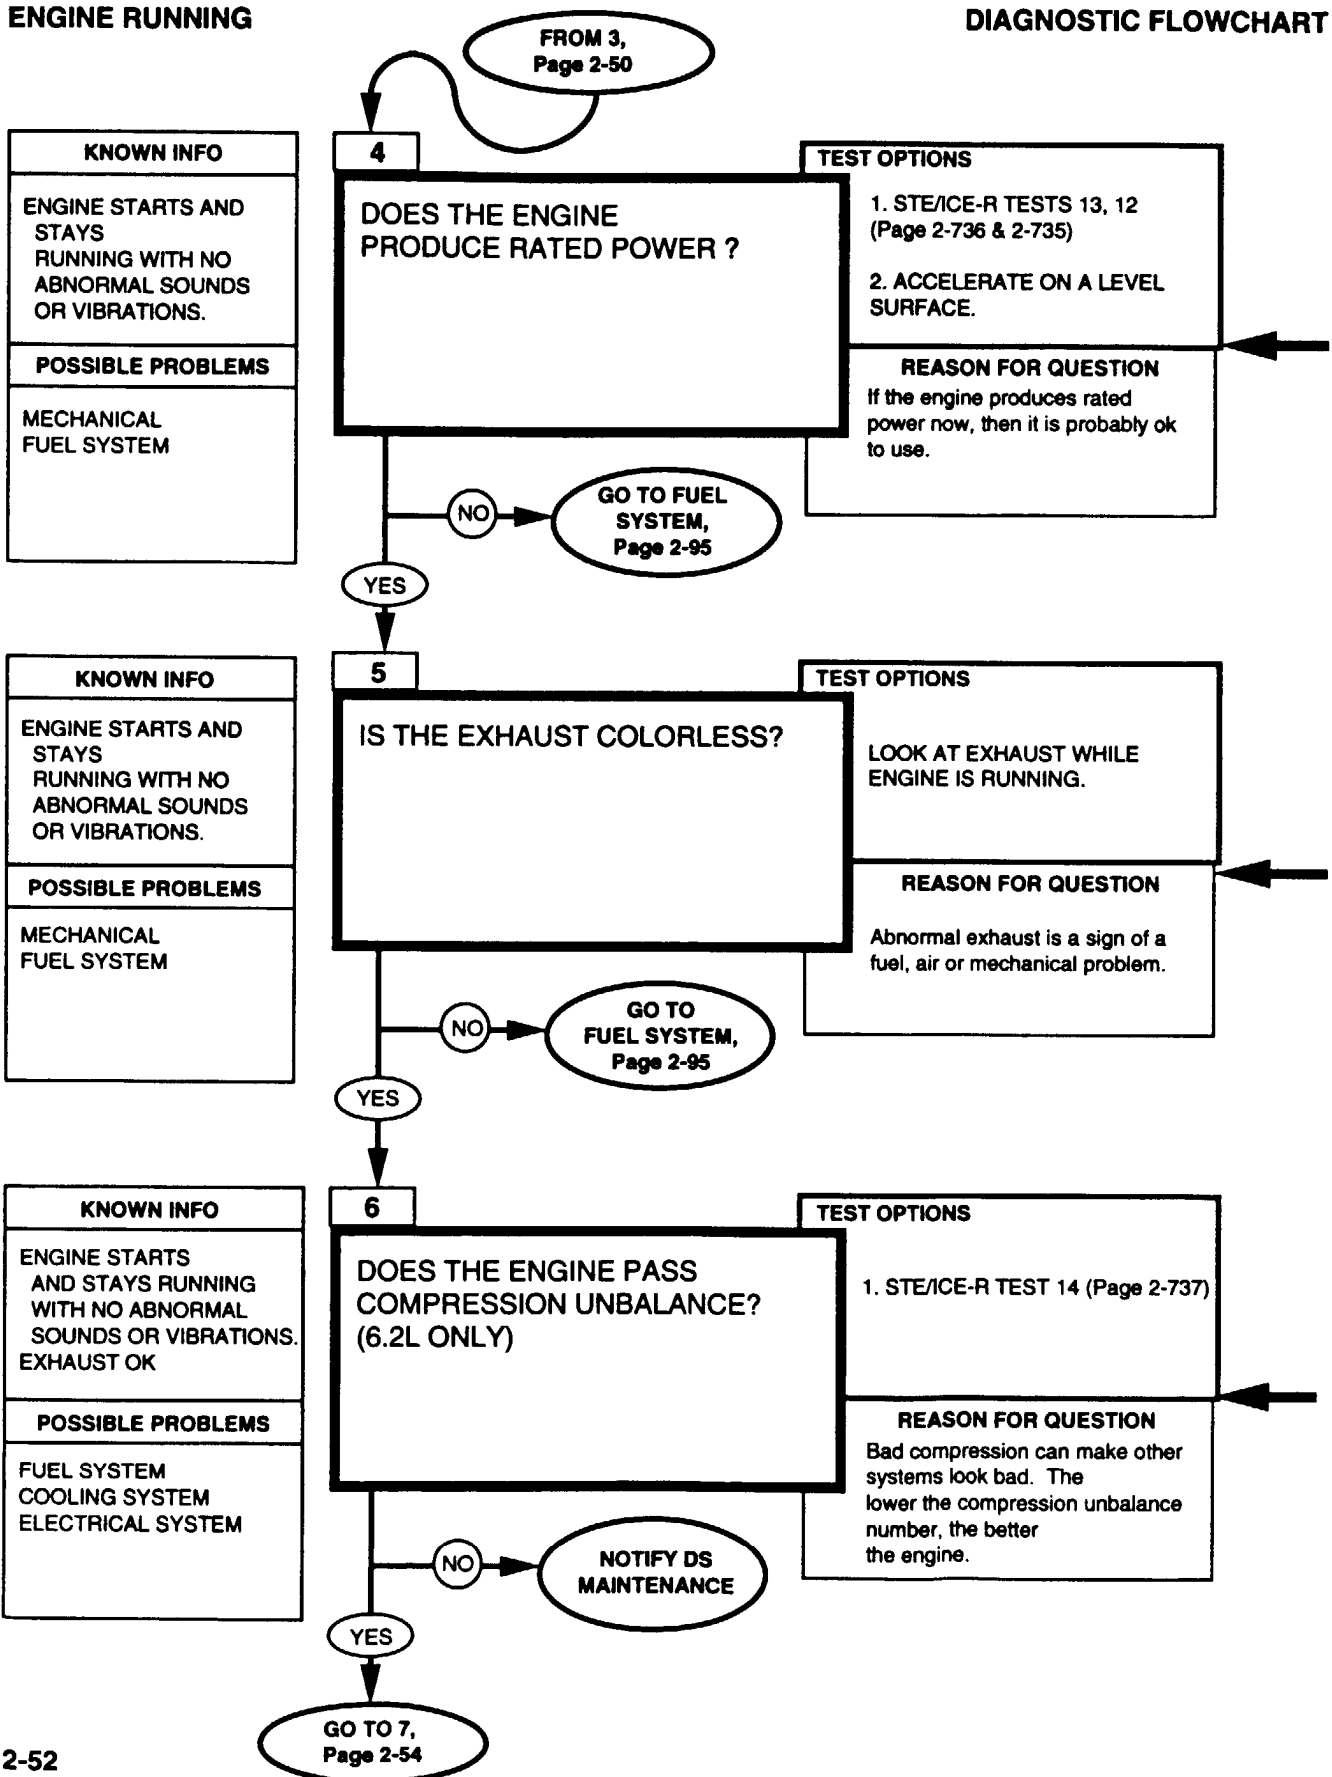 ENGINE RUNNING
DIAGNOSTIC FLOWCHART
FROM 3,
Page 2-50
KNOWN INFO
ENGINE STARTS AND
STAYS
RUNNING WITH NO
ABNORMAL SOUNDS
OR VIBRATIONS.
POSSIBLE PROBLEMS
MECHANICAL
FUEL SYSTEM
4
DOES THE ENGINE
PRODUCE RATED POWER ?
TEST OPTIONS
1. STE/ICE-R TESTS 13, 12
(Page 2-736 & 2-735)
2. ACCELERATE ON A LEVEL
SURFACE.
REASON FOR QUESTION
If the engine produces rated
power now, then it is probably ok
to use.
NO
GO TO FUEL
SYSTEM,
Page 2-95
YES
KNOWN INFO
ENGINE STARTS AND
STAYS
RUNNING WITH NO
ABNORMAL SOUNDS
OR VIBRATIONS.
POSSIBLE PROBLEMS
MECHANICAL
FUEL SYSTEM
5
IS THE EXHAUST COLORLESS?
TEST OPTIONS
LOOK AT EXHAUST WHILE
ENGINE IS RUNNING.
REASON FOR QUESTION
Abnormal exhaust is a sign of a
fuel, air or mechanical problem.
NO
GO TO
FUEL SYSTEM,
Page 2-95
YES
KNOWN INFO
ENGINE STARTS
AND STAYS RUNNING
WITH NO ABNORMAL
SOUNDS OR VIBRATIONS.
EXHAUST OK
POSSIBLE PROBLEMS
FUEL SYSTEM
COOLING SYSTEM
ELECTRICAL SYSTEM
6
DOES THE ENGINE PASS
COMPRESSION UNBALANCE?
(6.2L ONLY)
TEST OPTIONS
1. STE/ICE-R TEST 14 (Page 2-737)
REASON FOR QUESTION
Bad compression can make other
systems look bad. The
lower the compression unbalance
number, the better
the engine.
NO
NOTIFY DS
MAINTENANCE
YES
GO TO 7,
Page 2-54
2-52